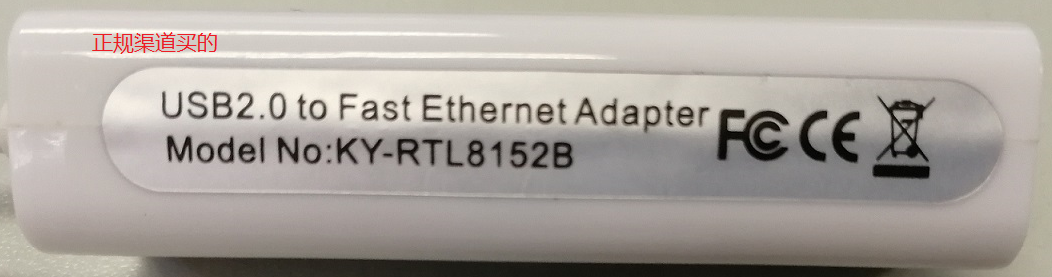 正规渠道买的
USB2.0 to Fast Ethernet Adapter
Model No:KY-RTL8152B
FC CE